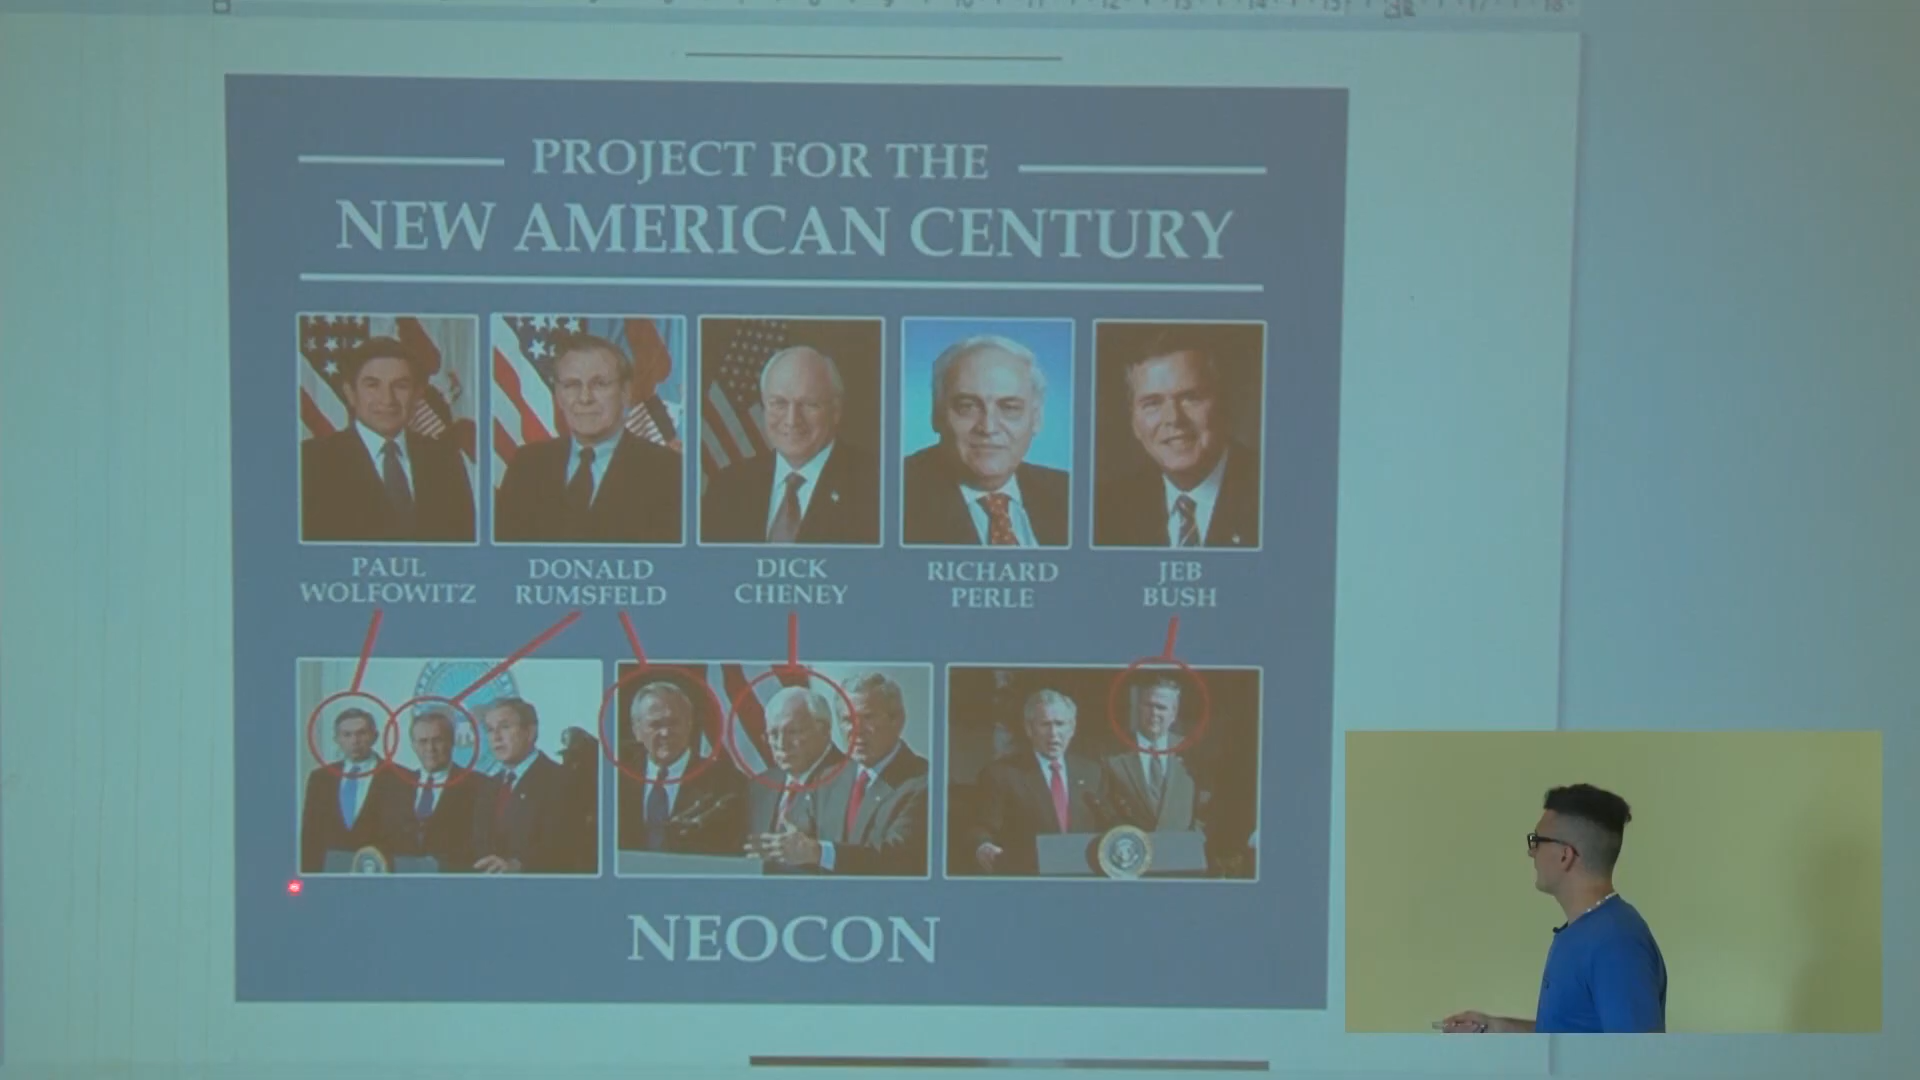 PROJECT FOR THE
NEW AMERICAN CENTURY
PAUL
WOLFOWITZ
DONALD
RUMSFELD
DICK
CHENEY
RICHARD
PERLE
JEB
BUSH
NEOCON